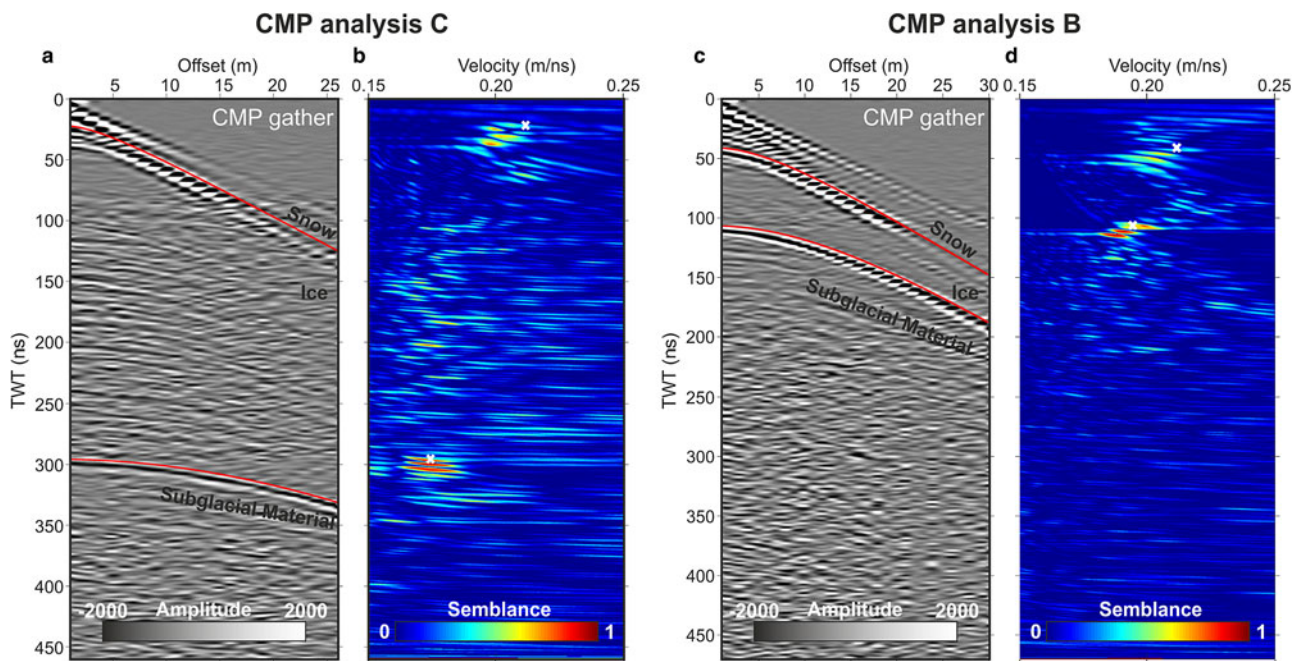 CMP analysis C
CMP analysis B
a
Offset (m)
5 10 15 20 25
b
Velocity (m/ns)
0.15 0.20 0.25
c
Offset (m)
5 10 15 20 25 30
d
Velocity (m/ns)
0.15 0.20 0.25
TWT (ns)
0
50
100
150
200
250
300
350
400
450
CMP gather
Snow
Ice
Subglacial Material
-2000 Amplitude 2000
Semblance
0 1
TWT (ns)
0
50
100
150
200
250
300
350
400
450
CMP gather
Snow
Ice
Subglacial Material
-2000 Amplitude 2000
Semblance
0 1